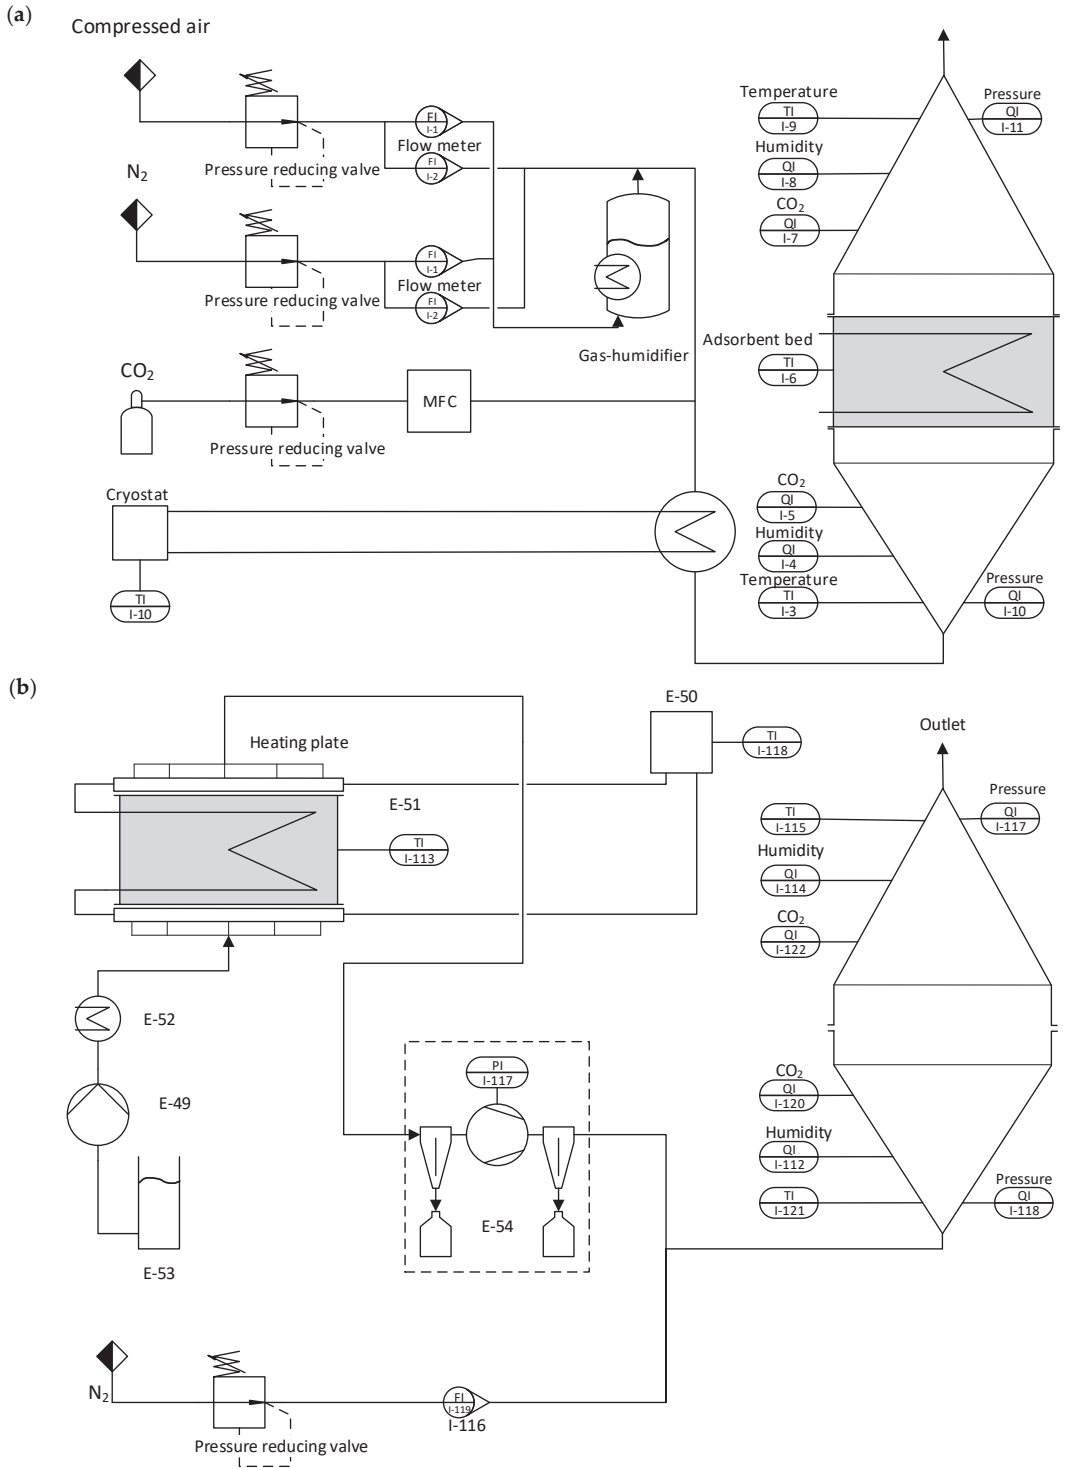 (a)
Compressed air
Temperature
TI
I-9
Pressure
QI
I-11
FI
I-1
Flow meter
Pressure reducing valve
FI
I-2
N2
Humidity
QI
I-8
CO2
QI
I-7
FI
I-1
Flow meter
Pressure reducing valve
FI
I-2
Gas-humidifier
Adsorbent bed
TI
I-6
CO2
MFC
Pressure reducing valve
Cryostat
TI
I-10
CO2
QI
I-5
Humidity
QI
I-4
Temperature
TI
I-3
Pressure
QI
I-10
(b)
E-50
TI
I-118
Outlet
Heating plate
E-51
TI
I-113
Pressure
QI
I-117
TI
I-115
Humidity
QI
I-114
CO2
QI
I-122
E-52
E-49
E-53
PI
I-117
E-54
CO2
QI
I-120
Humidity
QI
I-112
TI
I-121
Pressure
QI
I-118
N2
Pressure reducing valve
FI
I-119
I-116